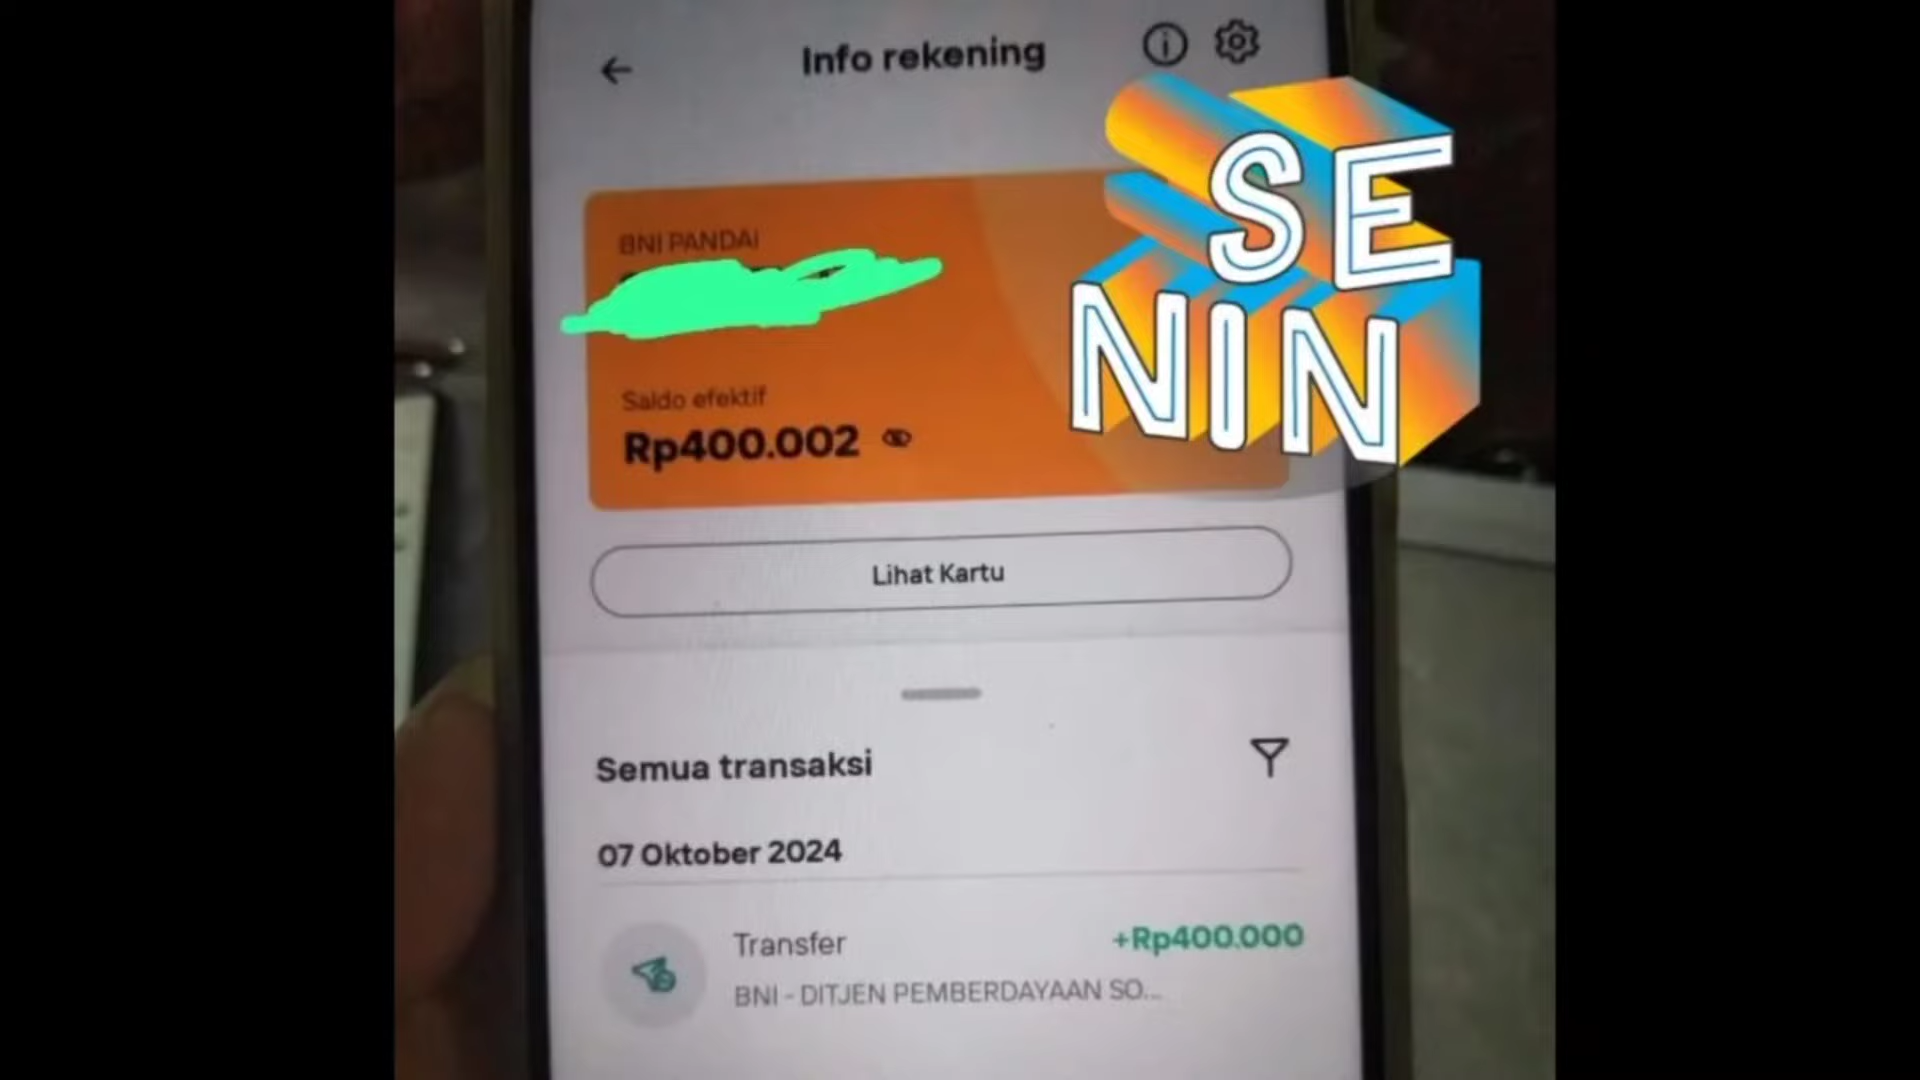 Info rekening
SE
NIN
BNI PANDAI
Saldo efektif
Rp400.002
Lihat Kartu
Semua transaksi
07 Oktober 2024
Transfer
+Rp400.000
BNI - DITJEN PEMBERDAYAAN SO...